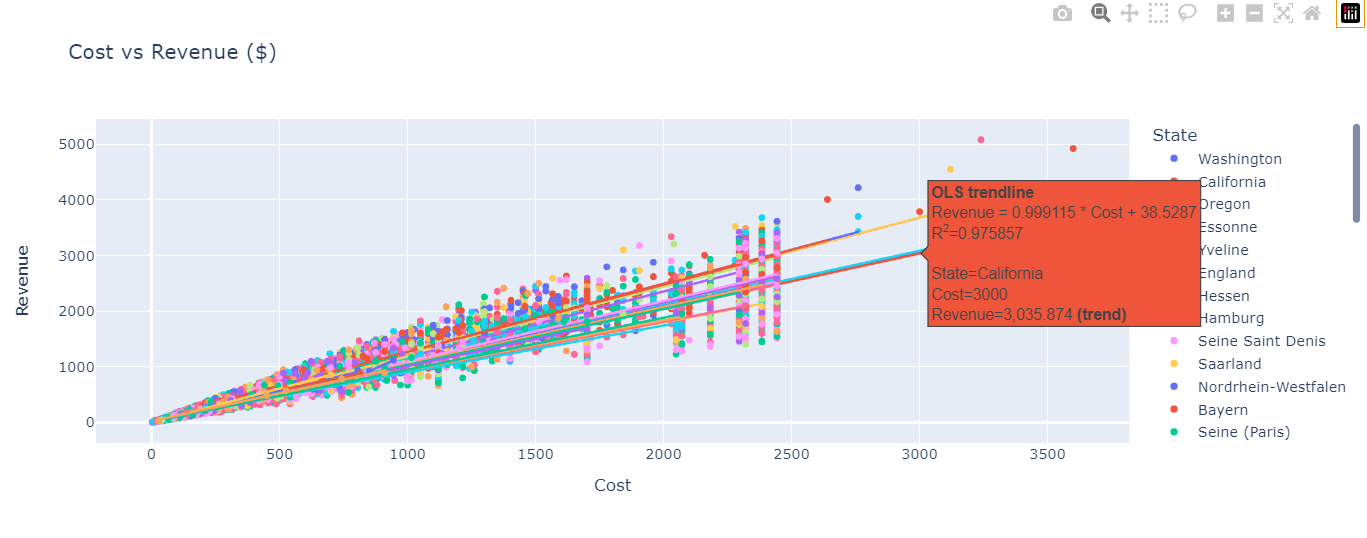 Cost vs Revenue ($)
5000
4000
3000
2000
1000
0
Revenue
0 500 1000 1500 2000 2500 3000 3500
Cost
State
Washington
California
Oregon
Essonne
Yveline
England
Hessen
Hamburg
Seine Saint Denis
Saarland
Nordrhein-Westfalen
Bayern
Seine (Paris)
OLS trendline
Revenue = 0.999115 * Cost + 38.5287
R²=0.975857
State=California
Cost=3000
Revenue=3,035.874 (trend)